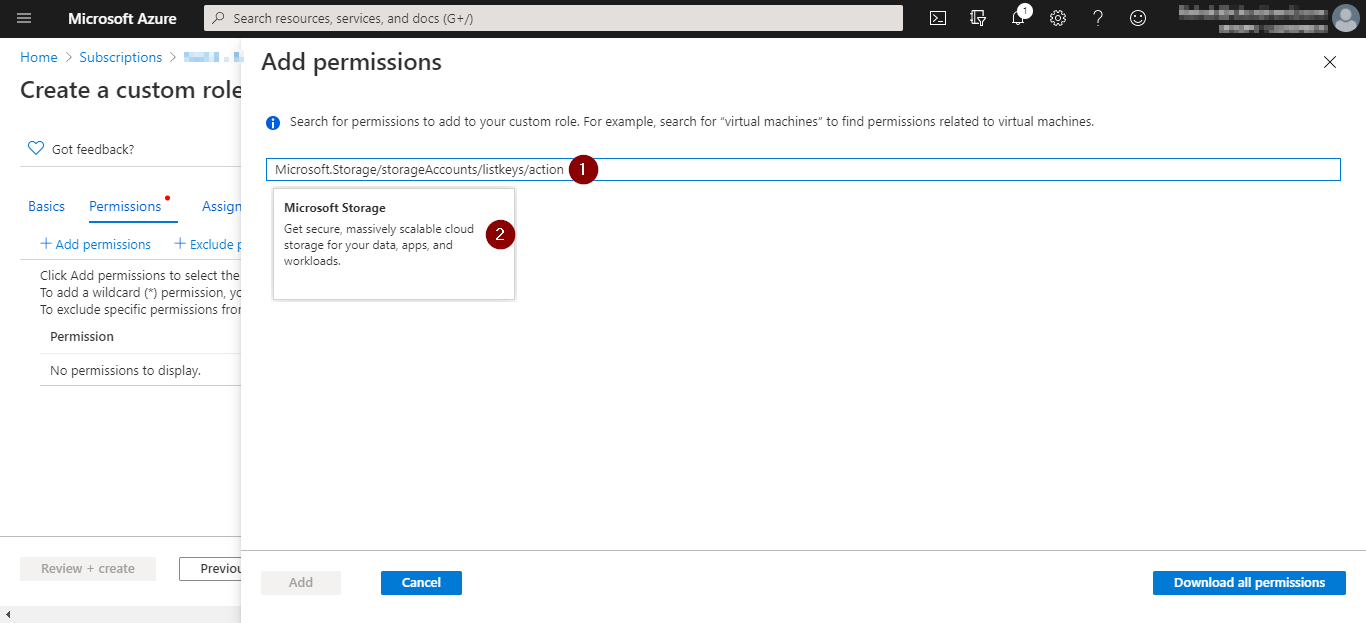 Microsoft Azure
Search resources, services, and docs (G+/)
1
Home > Subscriptions >
Create a custom role
Got feedback?
Basics Permissions Assign
+ Add permissions + Exclude p
Click Add permissions to select the
To add a wildcard (*) permission, yo
To exclude specific permissions from
Permission
No permissions to display.
Review + create Previou
Add permissions
Search for permissions to add to your custom role. For example, search for “virtual machines” to find permissions related to virtual machines.
Microsoft.Storage/storageAccounts/listkeys/action 1
Microsoft Storage
Get secure, massively scalable cloud
storage for your data, apps, and
workloads.
2
Add Cancel Download all permissions